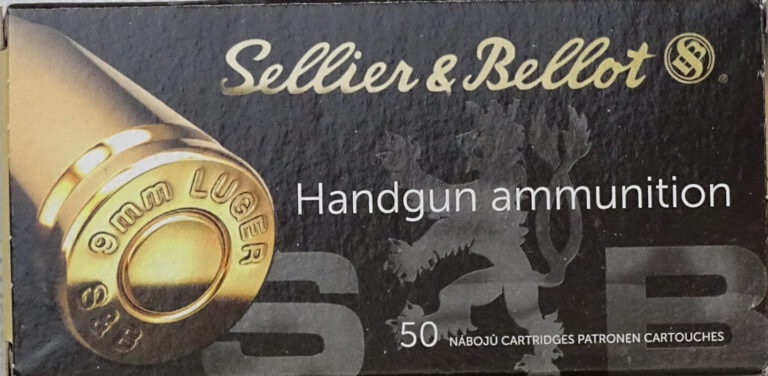 Sellier & Bellot S&B ®
9mm LUGER
S&B
Handgun ammunition
S&B
50 NÁBOJŮ CARTRIDGES PATRONEN CARTOUCHES